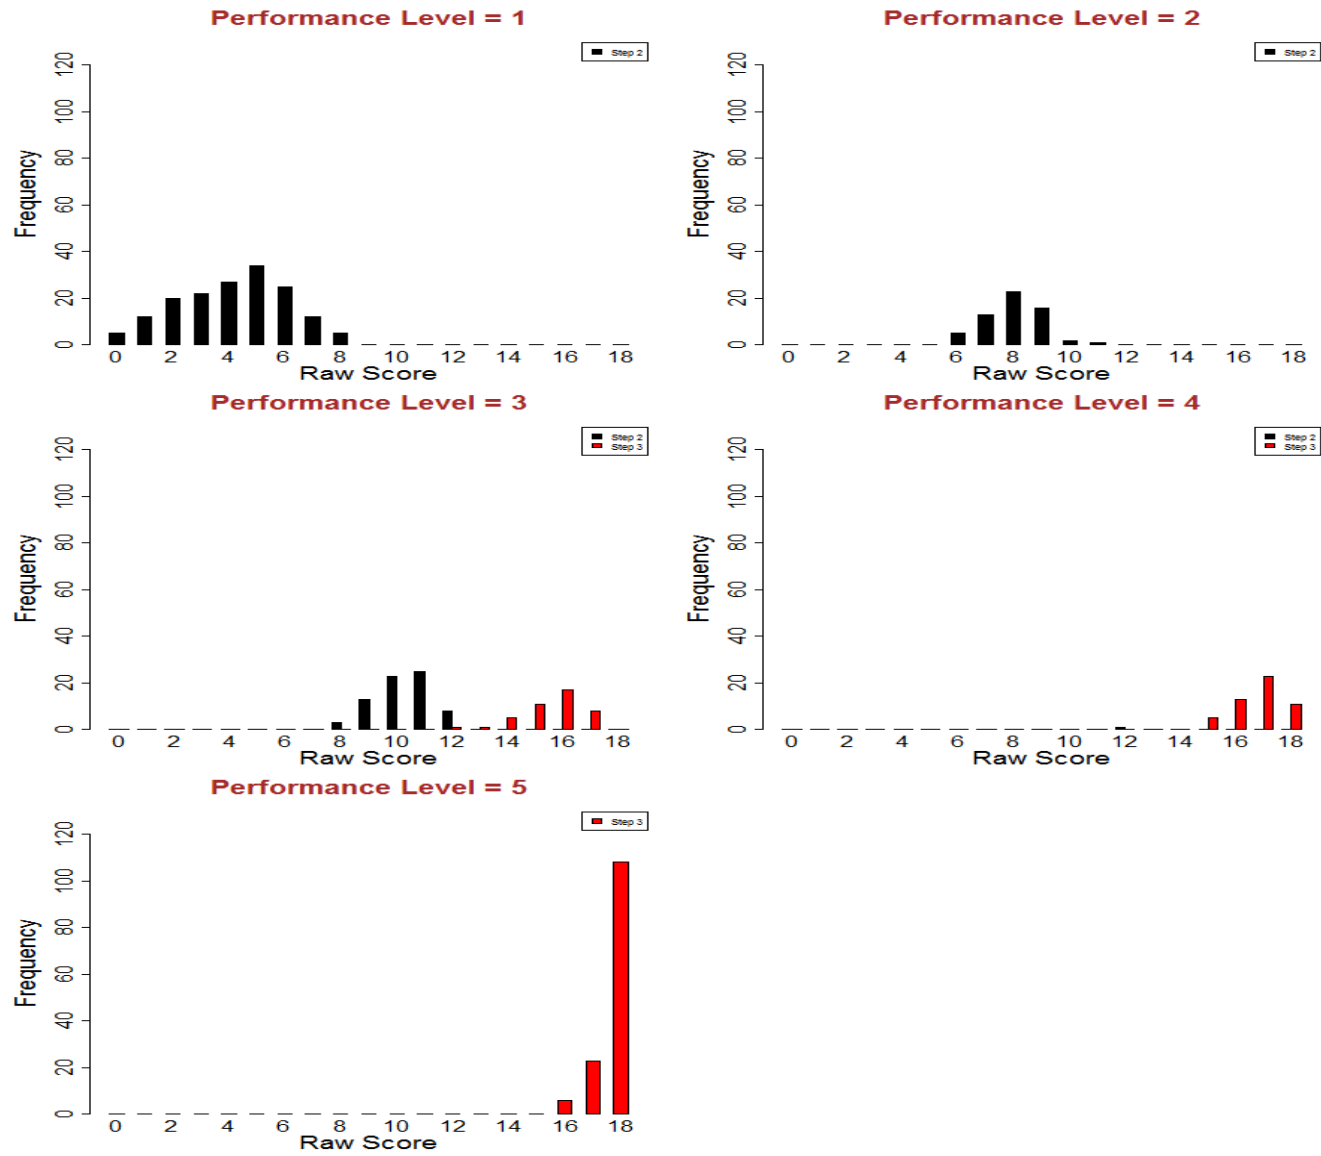 Performance Level = 1
Step 2
Frequency
0 20 40 60 80 100 120
0 2 4 6 8 10 12 14 16 18
Raw Score
Performance Level = 2
Step 2
Frequency
0 20 40 60 80 100 120
0 2 4 6 8 10 12 14 16 18
Raw Score
Performance Level = 3
Step 2
Step 3
Frequency
0 20 40 60 80 100 120
0 2 4 6 8 10 12 14 16 18
Raw Score
Performance Level = 4
Step 2
Step 3
Frequency
0 20 40 60 80 100 120
0 2 4 6 8 10 12 14 16 18
Raw Score
Performance Level = 5
Step 3
Frequency
0 20 40 60 80 100 120
0 2 4 6 8 10 12 14 16 18
Raw Score